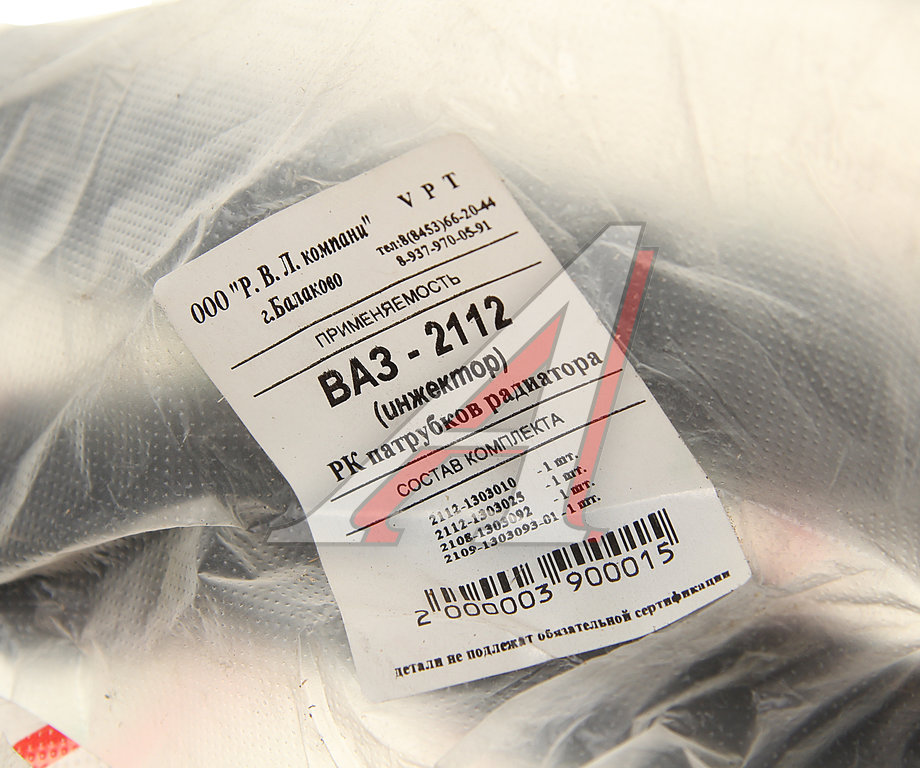 ООО "Р. В. Л. компани"
г.Балаково
V P T
тел:8(8453)66-20-44
8-937-970-05-91
ПРИМЕНЯЕМОСТЬ
ВАЗ - 2112
(инжектор)
РК патрубков радиатора
СОСТАВ КОМПЛЕКТА
2112-1303010 -1 шт.
2112-1303025 -1 шт.
2108-1303092 -1 шт.
2109-1303093-01 -1 шт.
2 000003 900015
детали не подлежат обязательной сертификации